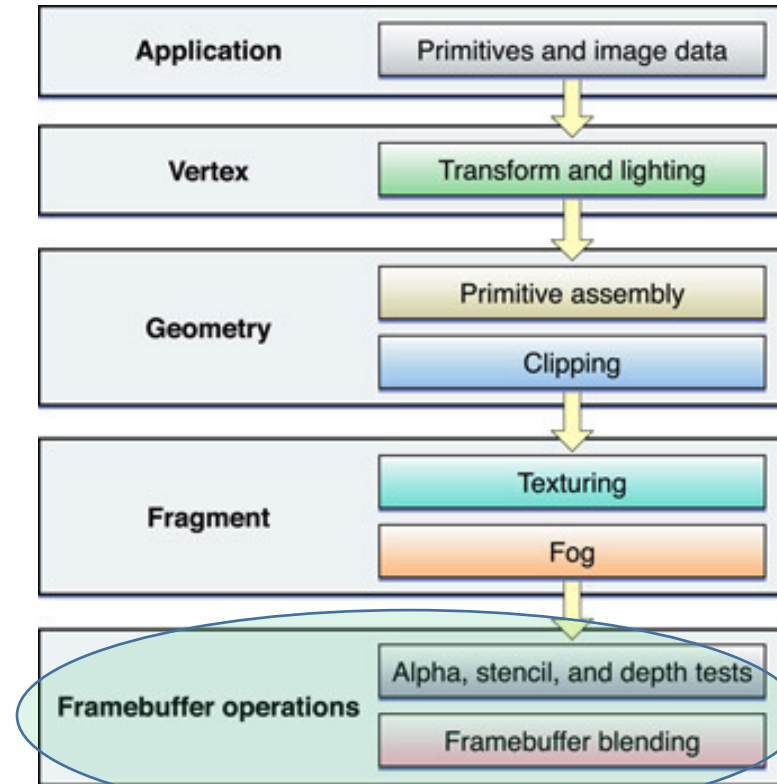 Application
Primitives and image data
Vertex
Transform and lighting
Geometry
Primitive assembly
Clipping
Fragment
Texturing
Fog
Framebuffer operations
Alpha, stencil, and depth tests
Framebuffer blending